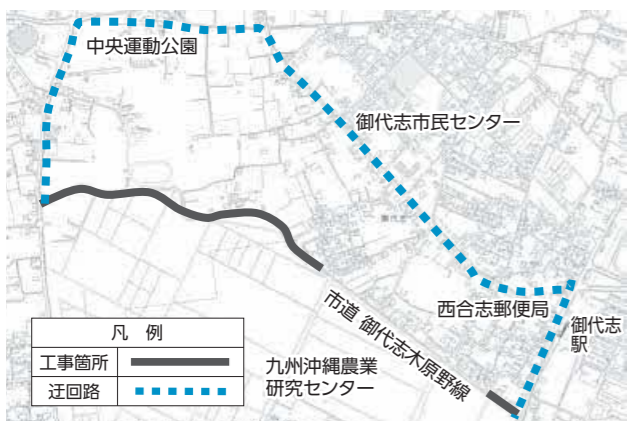 中央運動公園
御代志市民センター
西合志郵便局
御代志
駅
市道 御代志木原野線
九州沖縄農業
研究センター
凡 例
工事箇所
迂回路